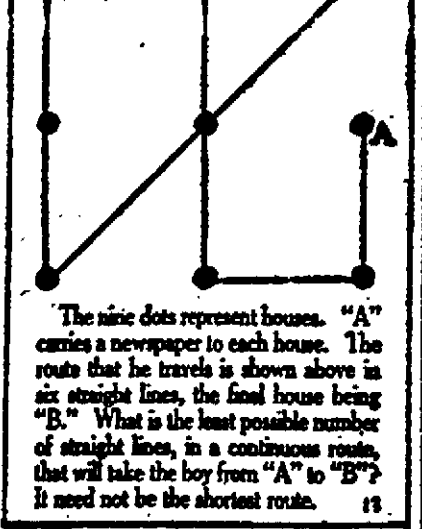 A
The nine dots represent houses. "A"
carries a newspaper to each house. The
route that he travels is shown above in
six straight lines, the final house being
"B." What is the least possible number
of straight lines, in a continuous route,
that will take the boy from "A" to "B"?
It need not be the shortest route.